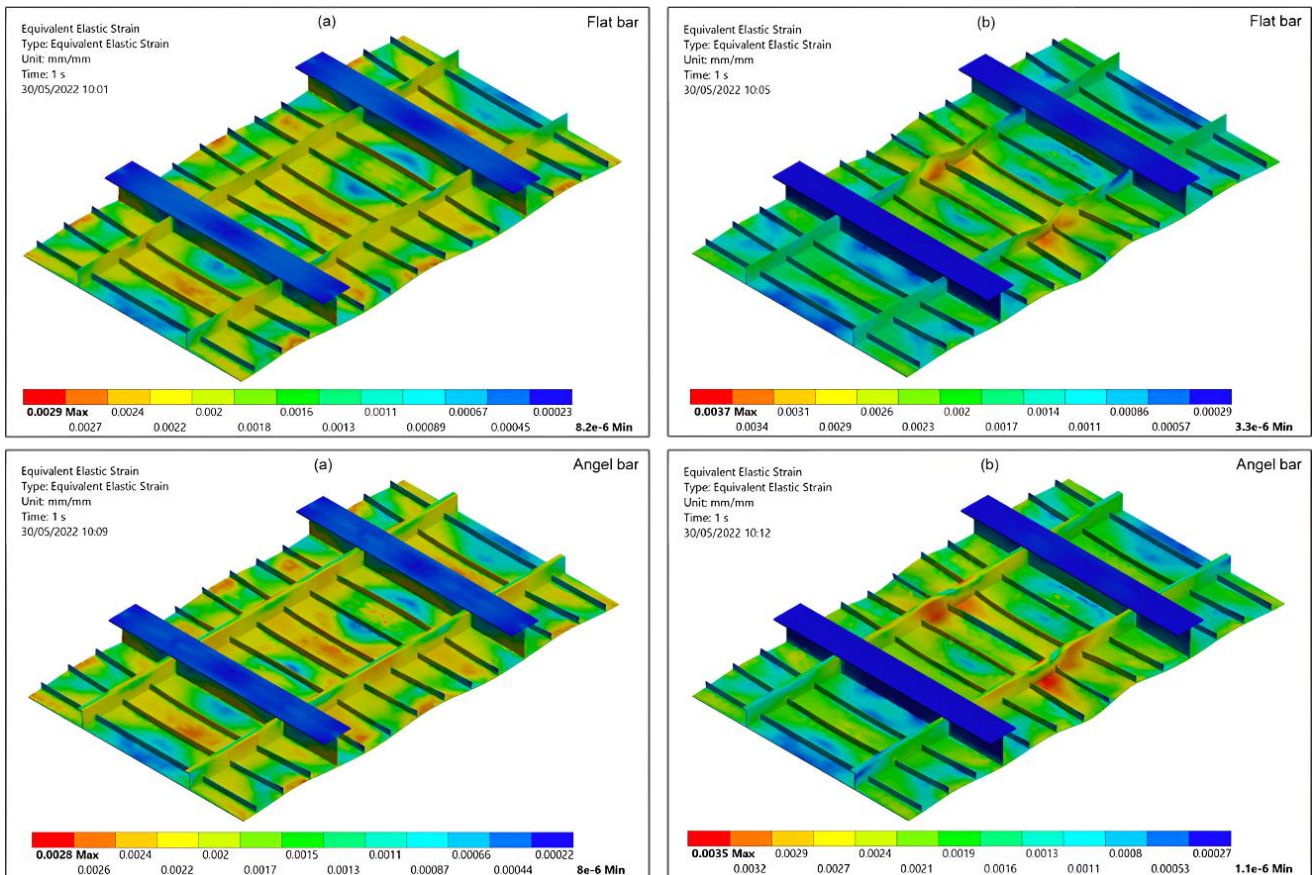 (a)
Flat bar
Equivalent Elastic Strain
Type: Equivalent Elastic Strain
Unit: mm/mm
Time: 1 s
30/05/2022 10:01
0.0029 Max 0.0024 0.002 0.0016 0.0011 0.00067 0.00023
0.0027 0.0022 0.0018 0.0013 0.00089 0.00045 8.2e-6 Min
(b)
Flat bar
Equivalent Elastic Strain
Type: Equivalent Elastic Strain
Unit: mm/mm
Time: 1 s
30/05/2022 10:05
0.0037 Max 0.0031 0.0026 0.002 0.0014 0.00086 0.00029
0.0034 0.0029 0.0023 0.0017 0.0011 0.00057 3.3e-6 Min
(a)
Angel bar
Equivalent Elastic Strain
Type: Equivalent Elastic Strain
Unit: mm/mm
Time: 1 s
30/05/2022 10:09
0.0028 Max 0.0024 0.002 0.0015 0.0011 0.00066 0.00022
0.0026 0.0022 0.0017 0.0013 0.00087 0.00044 8e-6 Min
(b)
Angel bar
Equivalent Elastic Strain
Type: Equivalent Elastic Strain
Unit: mm/mm
Time: 1 s
30/05/2022 10:12
0.0035 Max 0.0029 0.0024 0.0019 0.0013 0.0008 0.00027
0.0032 0.0027 0.0021 0.0016 0.0011 0.00053 1.1e-6 Min